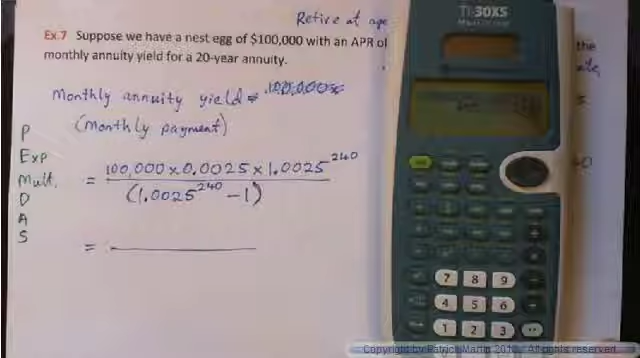 Retire at age
Ex.7 Suppose we have a nest egg of $100,000 with an APR of
the
monthly annuity yield for a 20-year annuity.
Monthly annuity yield =
(monthly payment)
P
Exp
Mult.
D
A
S
= 100,000 x 0.0025 x 1.0025^240
(1.0025^240 - 1)
=
TI-30XS
7 8 9
4 5 6
1 2 3
Copyright by Patrick Martin All rights reserved